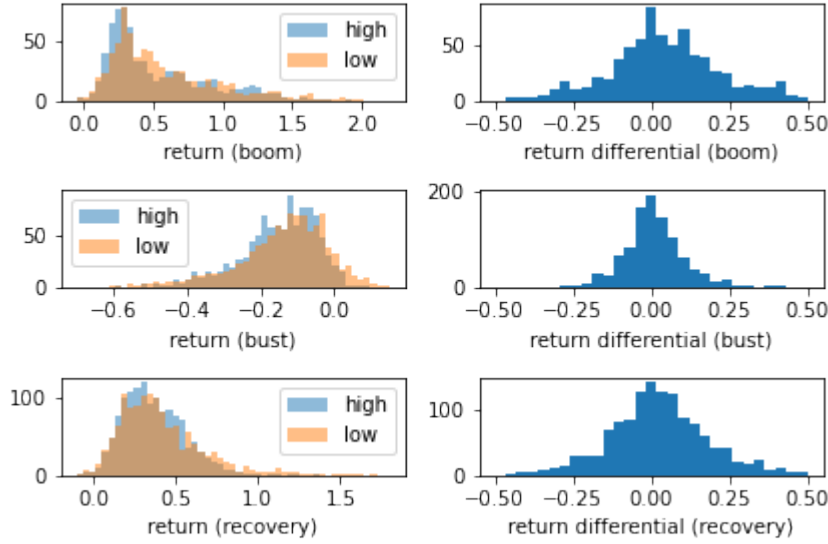 50
0
high
low
0.0 0.5 1.0 1.5 2.0
return (boom)
50
0
−0.50 −0.25 0.00 0.25 0.50
return differential (boom)
50
0
high
low
−0.6 −0.4 −0.2 0.0
return (bust)
200
100
0
−0.50 −0.25 0.00 0.25 0.50
return differential (bust)
100
0
high
low
0.0 0.5 1.0 1.5
return (recovery)
100
0
−0.50 −0.25 0.00 0.25 0.50
return differential (recovery)